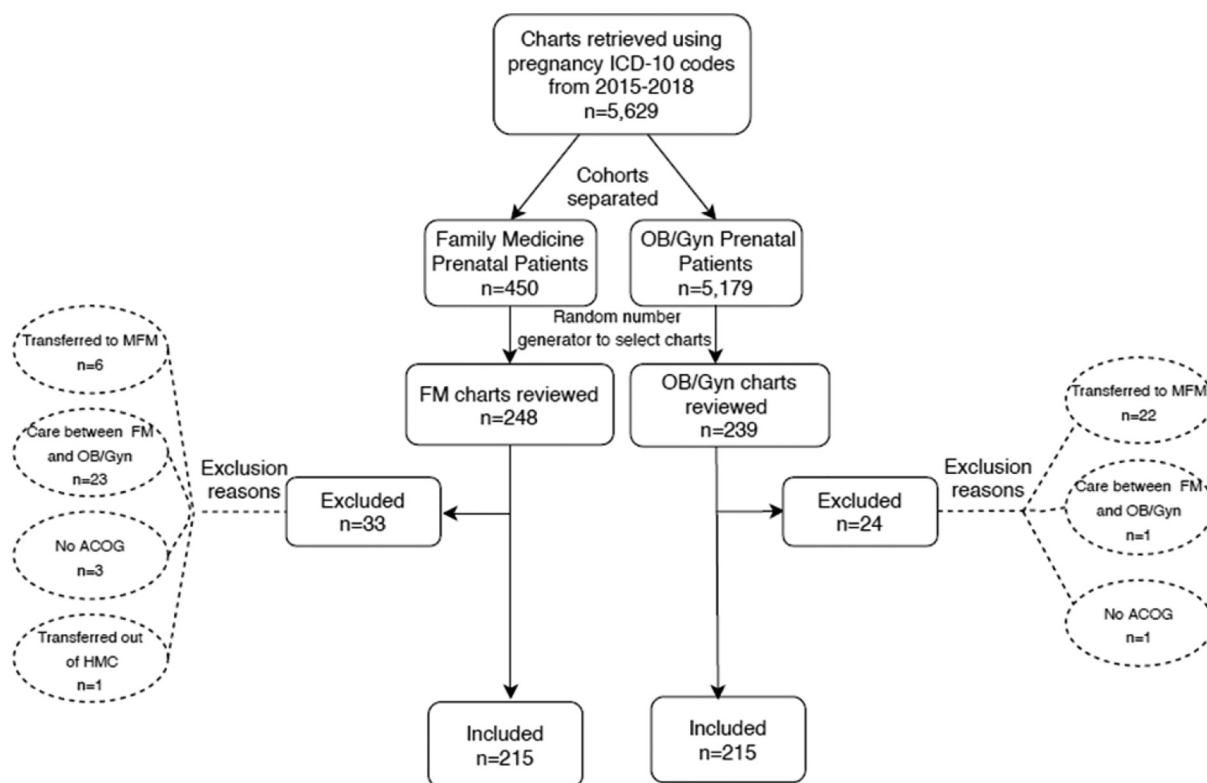 Charts retrieved using
pregnancy ICD-10 codes
from 2015-2018
n=5,629
Cohorts
separated
Family Medicine
Prenatal Patients
n=450
OB/Gyn Prenatal
Patients
n=5,179
Random number
generator to select charts
FM charts reviewed
n=248
OB/Gyn charts
reviewed
n=239
Transferred to MFM
n=6
Care between FM
and OB/Gyn
n=23
No ACOG
n=3
Transferred out
of HMC
n=1
Exclusion
reasons
Excluded
n=33
Excluded
n=24
Exclusion
reasons
Transferred to MFM
n=22
Care between FM
and OB/Gyn
n=1
No ACOG
n=1
Included
n=215
Included
n=215